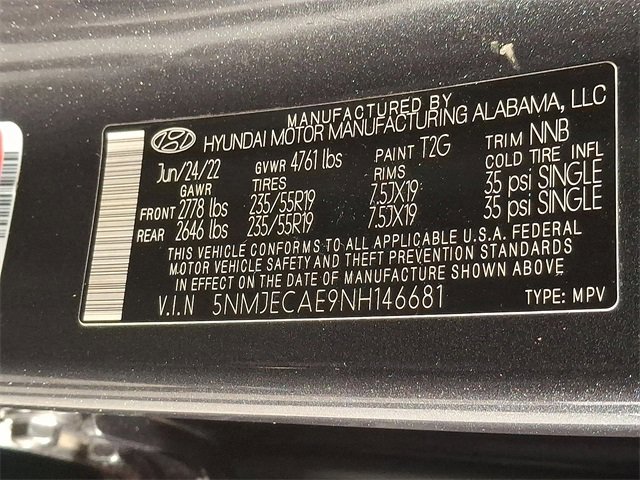 MANUFACTURED BY
HYUNDAI MOTOR MANUFACTURING ALABAMA, LLC
Jun/24/22 GVWR 4761 lbs PAINT T2G TRIM NNB
GAWR TIRES RIMS COLD TIRE INFL
FRONT 2778 lbs 235/55R19 7.5JX19 35 psi SINGLE
REAR 2646 lbs 235/55R19 7.5JX19 35 psi SINGLE
THIS VEHICLE CONFORMS TO ALL APPLICABLE U.S.A. FEDERAL
MOTOR VEHICLE SAFETY AND THEFT PREVENTION STANDARDS
IN EFFECT ON THE DATE OF MANUFACTURE SHOWN ABOVE
V.I.N 5NMJECAE9NH146681 TYPE: MPV